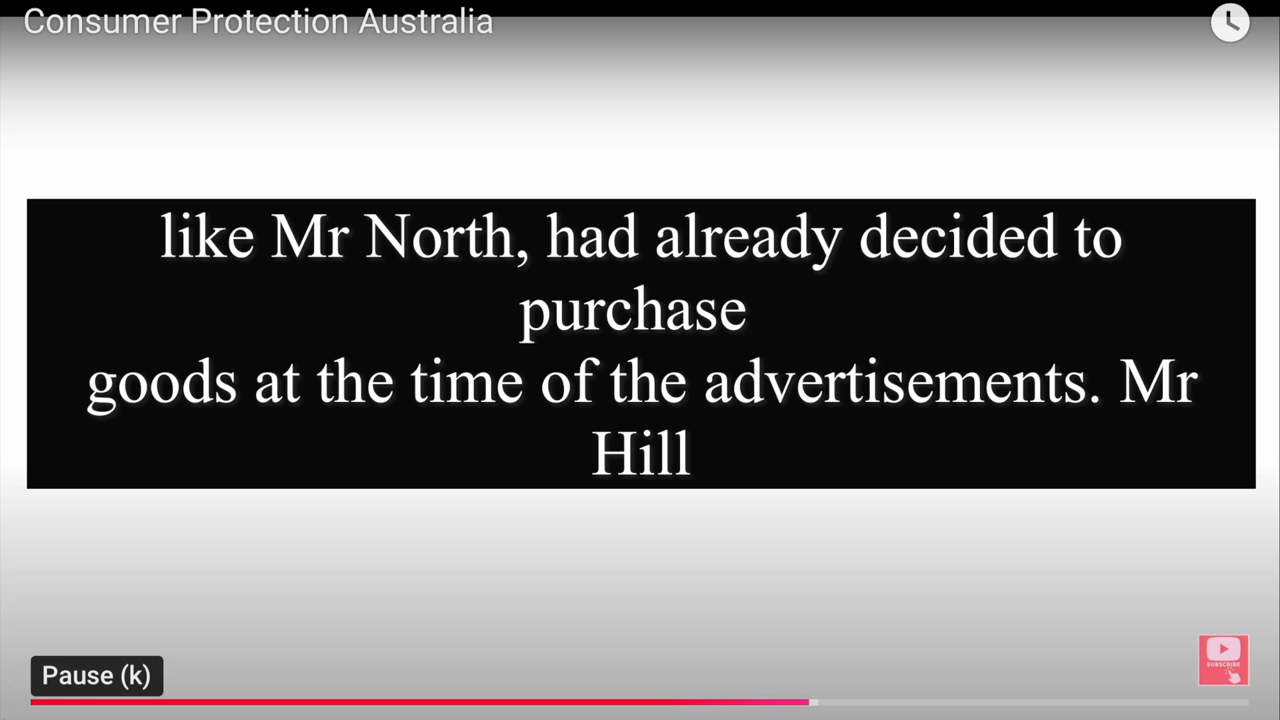 Consumer Protection Australia
like Mr North, had already decided to
purchase
goods at the time of the advertisements. Mr
Hill
SUBSCRIBE
Pause (k)